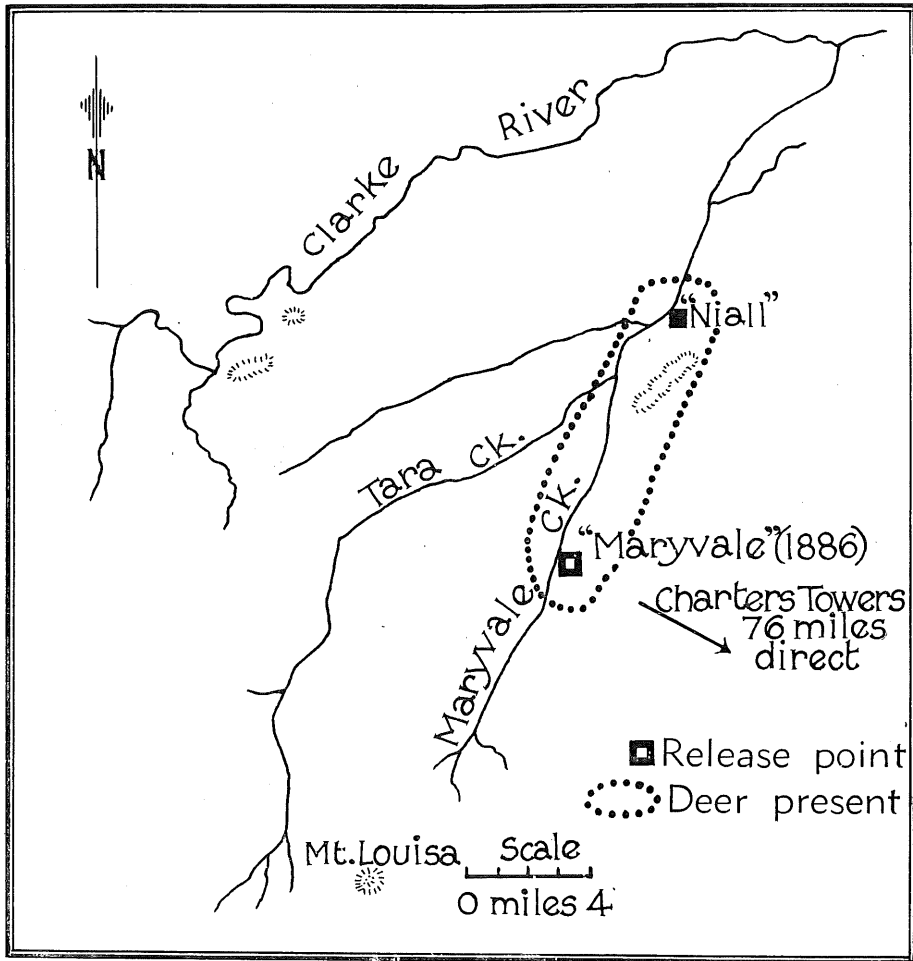 N
Clarke River
"Niall"
Tara Ck.
Maryvale Ck.
"Maryvale" (1886)
Charters Towers
76 miles
direct
Release point
Deer present
Mt. Louisa
Scale
0 miles 4